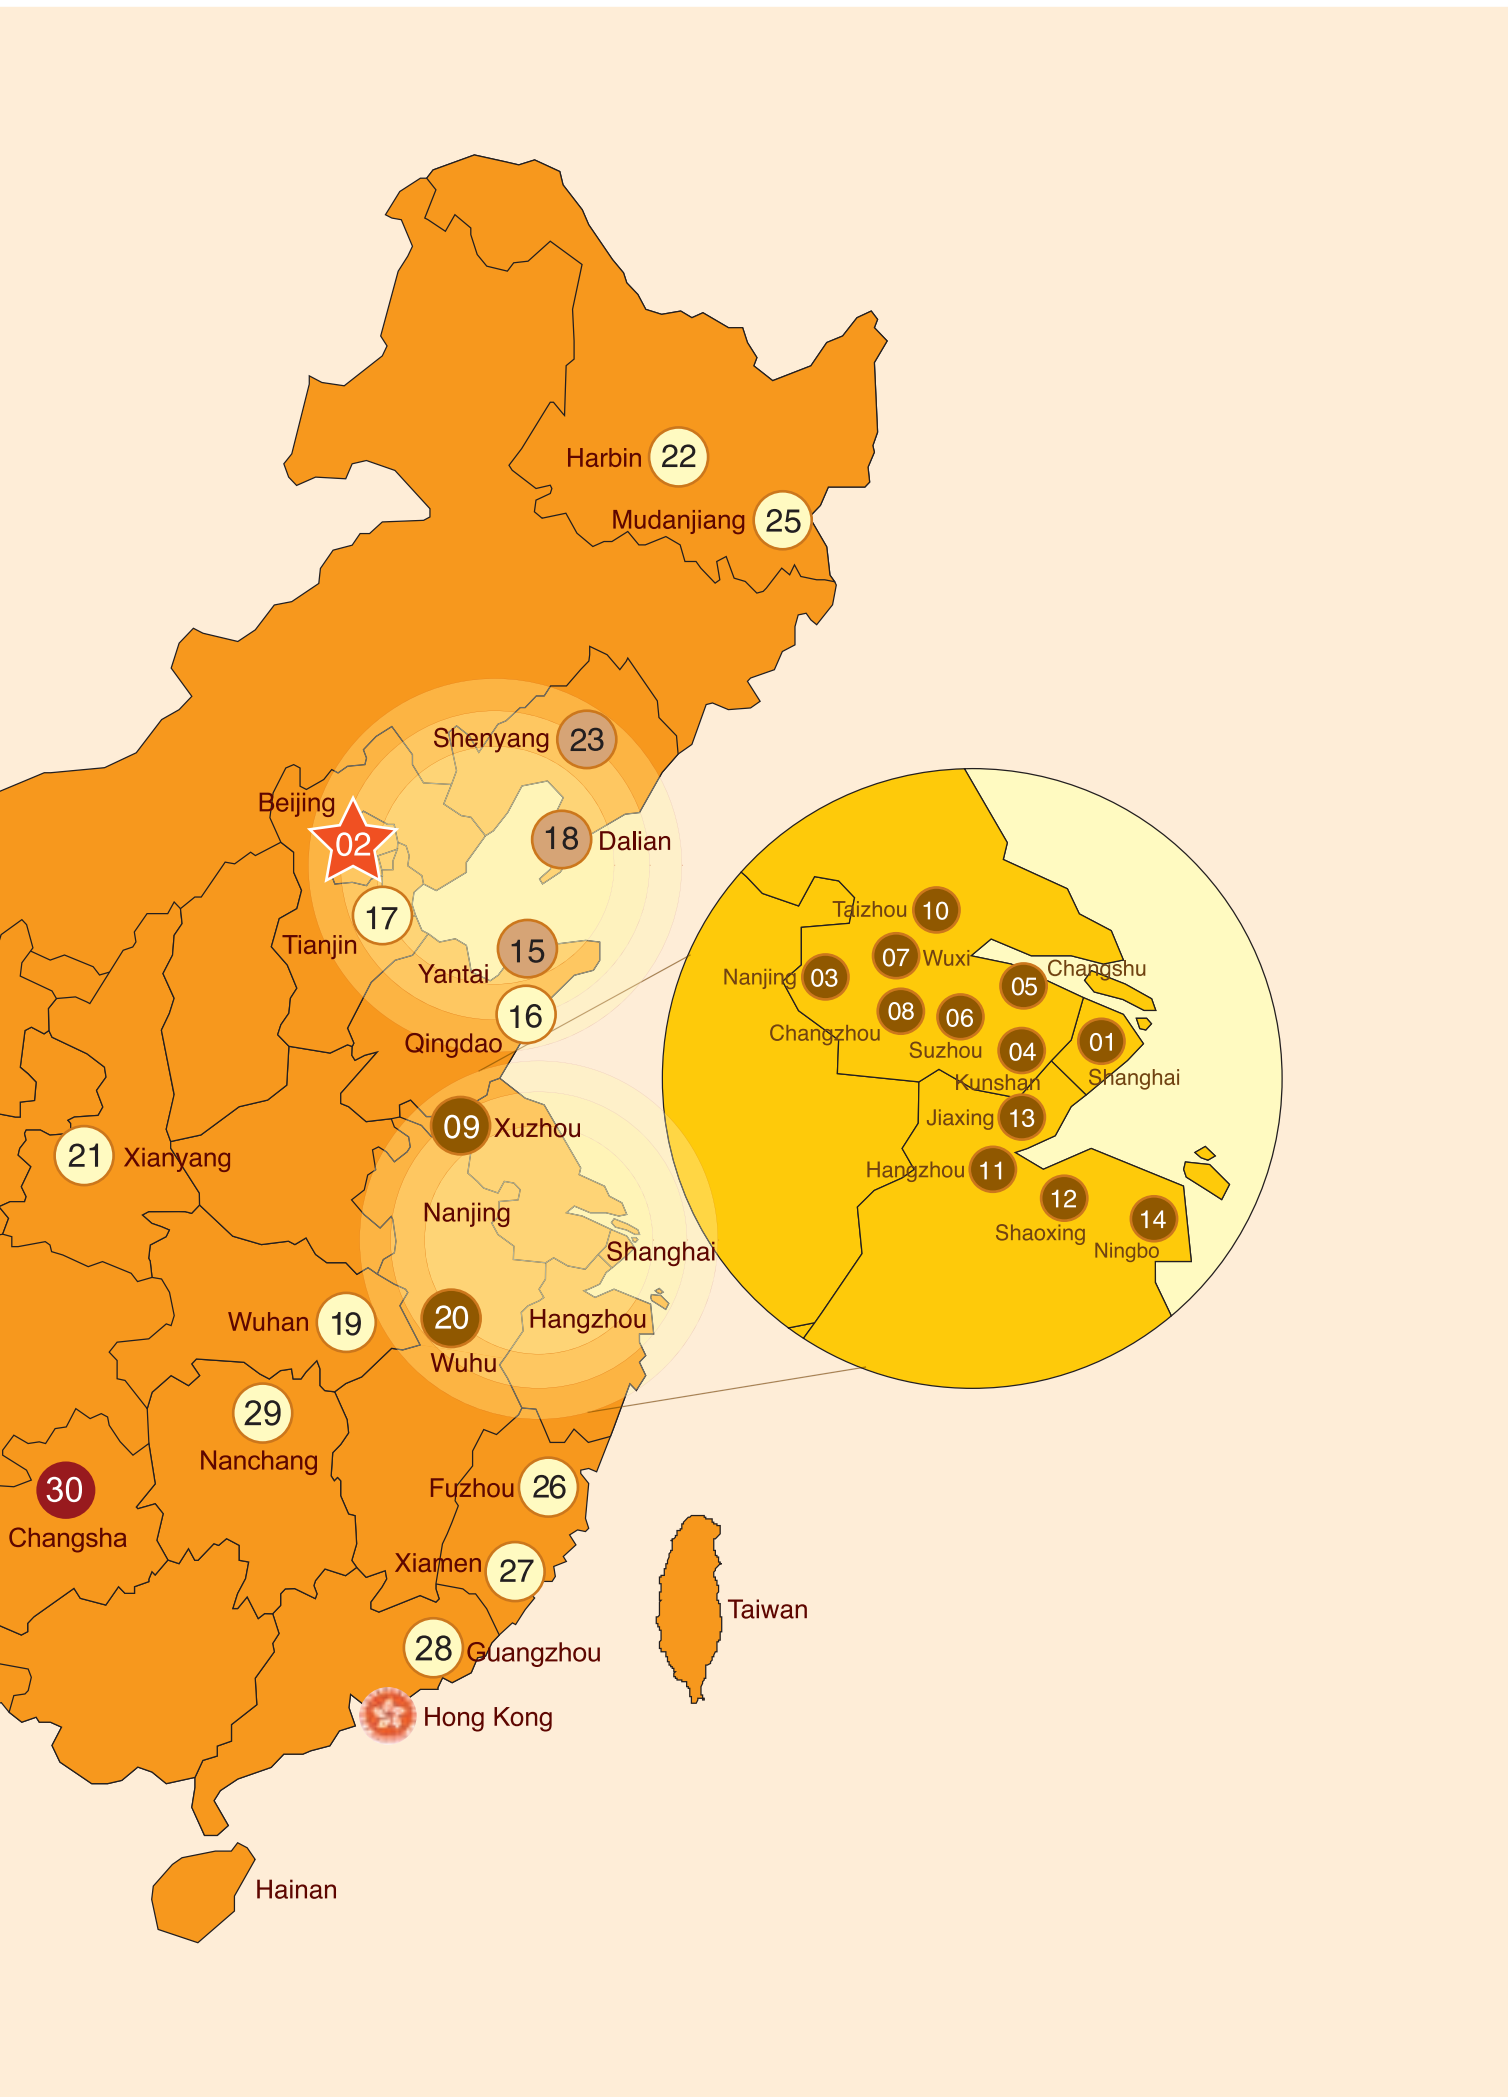 Harbin 22
Mudanjiang 25
Shenyang 23
Beijing
02
18 Dalian
17
Tianjin
15
Yantai
16
Qingdao
09 Xuzhou
21 Xianyang
Nanjing
Shanghai
Wuhan 19
20
Wuhu
Hangzhou
29
Nanchang
30
Changsha
Fuzhou 26
Xiamen 27
28 Guangzhou
Hong Kong
Taiwan
Hainan
Taizhou 10
07 Wuxi
Nanjing 03
05 Changshu
08
Changzhou
06
Suzhou
04
Kunshan
01
Shanghai
Jiaxing 13
Hangzhou 11
12
Shaoxing
14
Ningbo